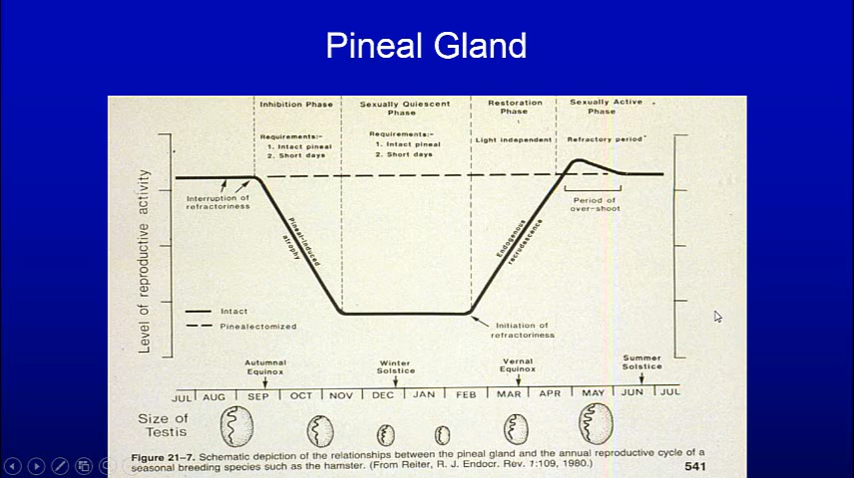 Pineal Gland
Inhibition Phase
Requirements:-
1. Intact pineal
2. Short days
Sexually Quiescent
Phase
Requirements:-
1. Intact pineal
2. Short days
Restoration
Phase
Light independent
Sexually Active
Phase
Refractory period
Level of reproductive activity
Interruption of
refractoriness
Pineal-induced
atrophy
Endogenous
recrudescence
Period of
over-shoot
Intact
Pinealectomized
Initiation of
refractoriness
Autumnal
Equinox
Winter
Solstice
Vernal
Equinox
Summer
Solstice
JUL AUG SEP OCT NOV DEC JAN FEB MAR APR MAY JUN JUL
Size of
Testis
Figure 21–7. Schematic depiction of the relationships between the pineal gland and the annual reproductive cycle of a
seasonal breeding species such as the hamster. (From Reiter, R. J. Endocr. Rev. 1:109, 1980.)
541